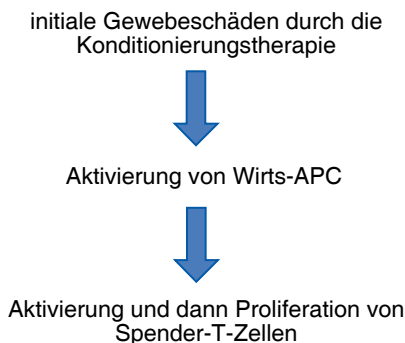 initiale Gewebeschäden durch die
Konditionierungstherapie
Aktivierung von Wirts-APC
Aktivierung und dann Proliferation von
Spender-T-Zellen